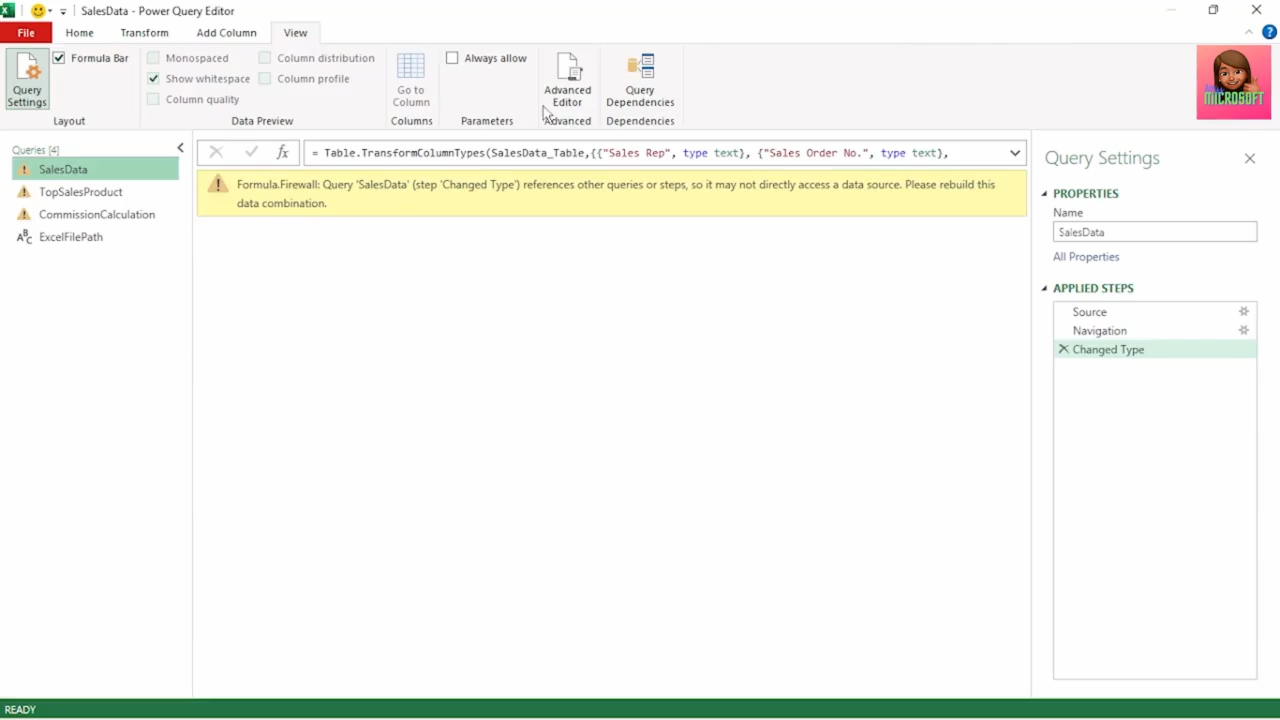 SalesData - Power Query Editor
File
Home
Transform
Add Column
View
Query
Settings
Formula Bar
Layout
Monospaced
Show whitespace
Column quality
Column distribution
Column profile
Data Preview
Go to
Column
Columns
Always allow
Parameters
Advanced
Editor
Advanced
Query
Dependencies
Dependencies
MICROSOFT
Queries [4]
SalesData
TopSalesProduct
CommissionCalculation
ABC ExcelFilePath
fx
= Table.TransformColumnTypes(SalesData_Table,{{"Sales Rep", type text}, {"Sales Order No.", type text},
Formula.Firewall: Query 'SalesData' (step 'Changed Type') references other queries or steps, so it may not directly access a data source. Please rebuild this
data combination.
Query Settings
PROPERTIES
Name
SalesData
All Properties
APPLIED STEPS
Source
Navigation
Changed Type
READY